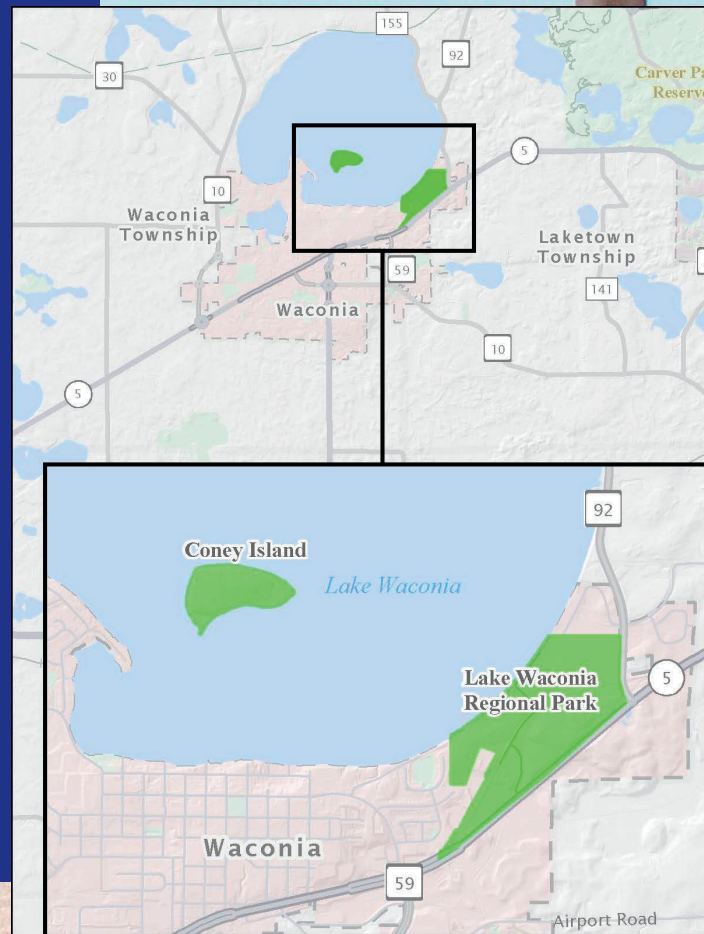 155
92
30
Carver
Reserve
5
10
Waconia
Township
Laketown
Township
59
141
Waconia
10
5
92
Coney Island
Lake Waconia
Lake Waconia
Regional Park
5
Waconia
59
Airport Road